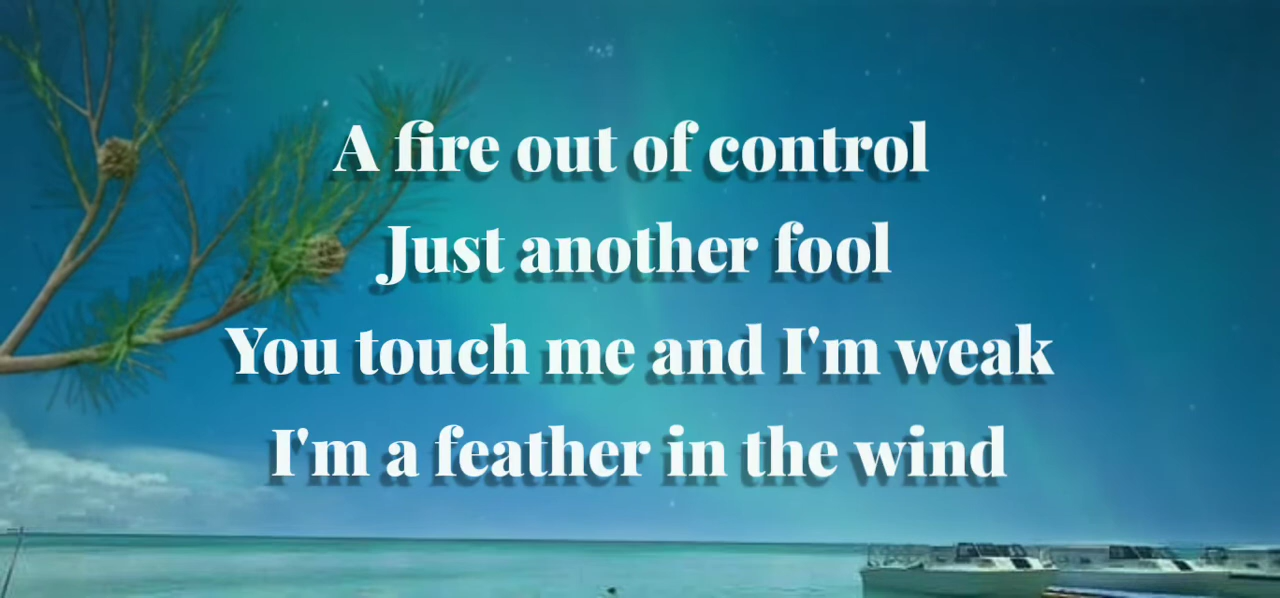 A fire out of control
Just another fool
You touch me and I'm weak
I'm a feather in the wind